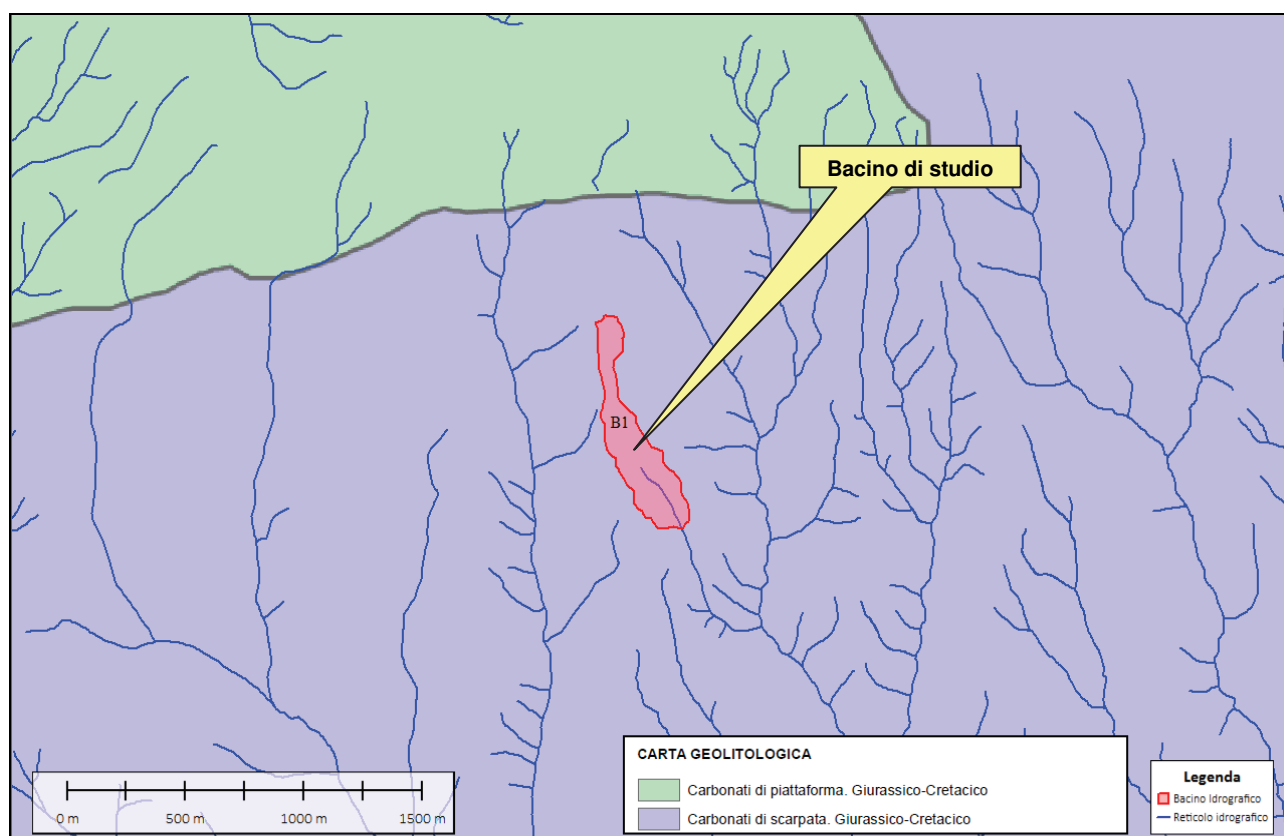 Bacino di studio
B1
CARTA GEOLITOLOGICA
Carbonati di piattaforma. Giurassico-Cretacico
Carbonati di scarpata. Giurassico-Cretacico
0 m 500 m 1000 m 1500 m
Legenda
Bacino Idrografico
Reticolo idrografico